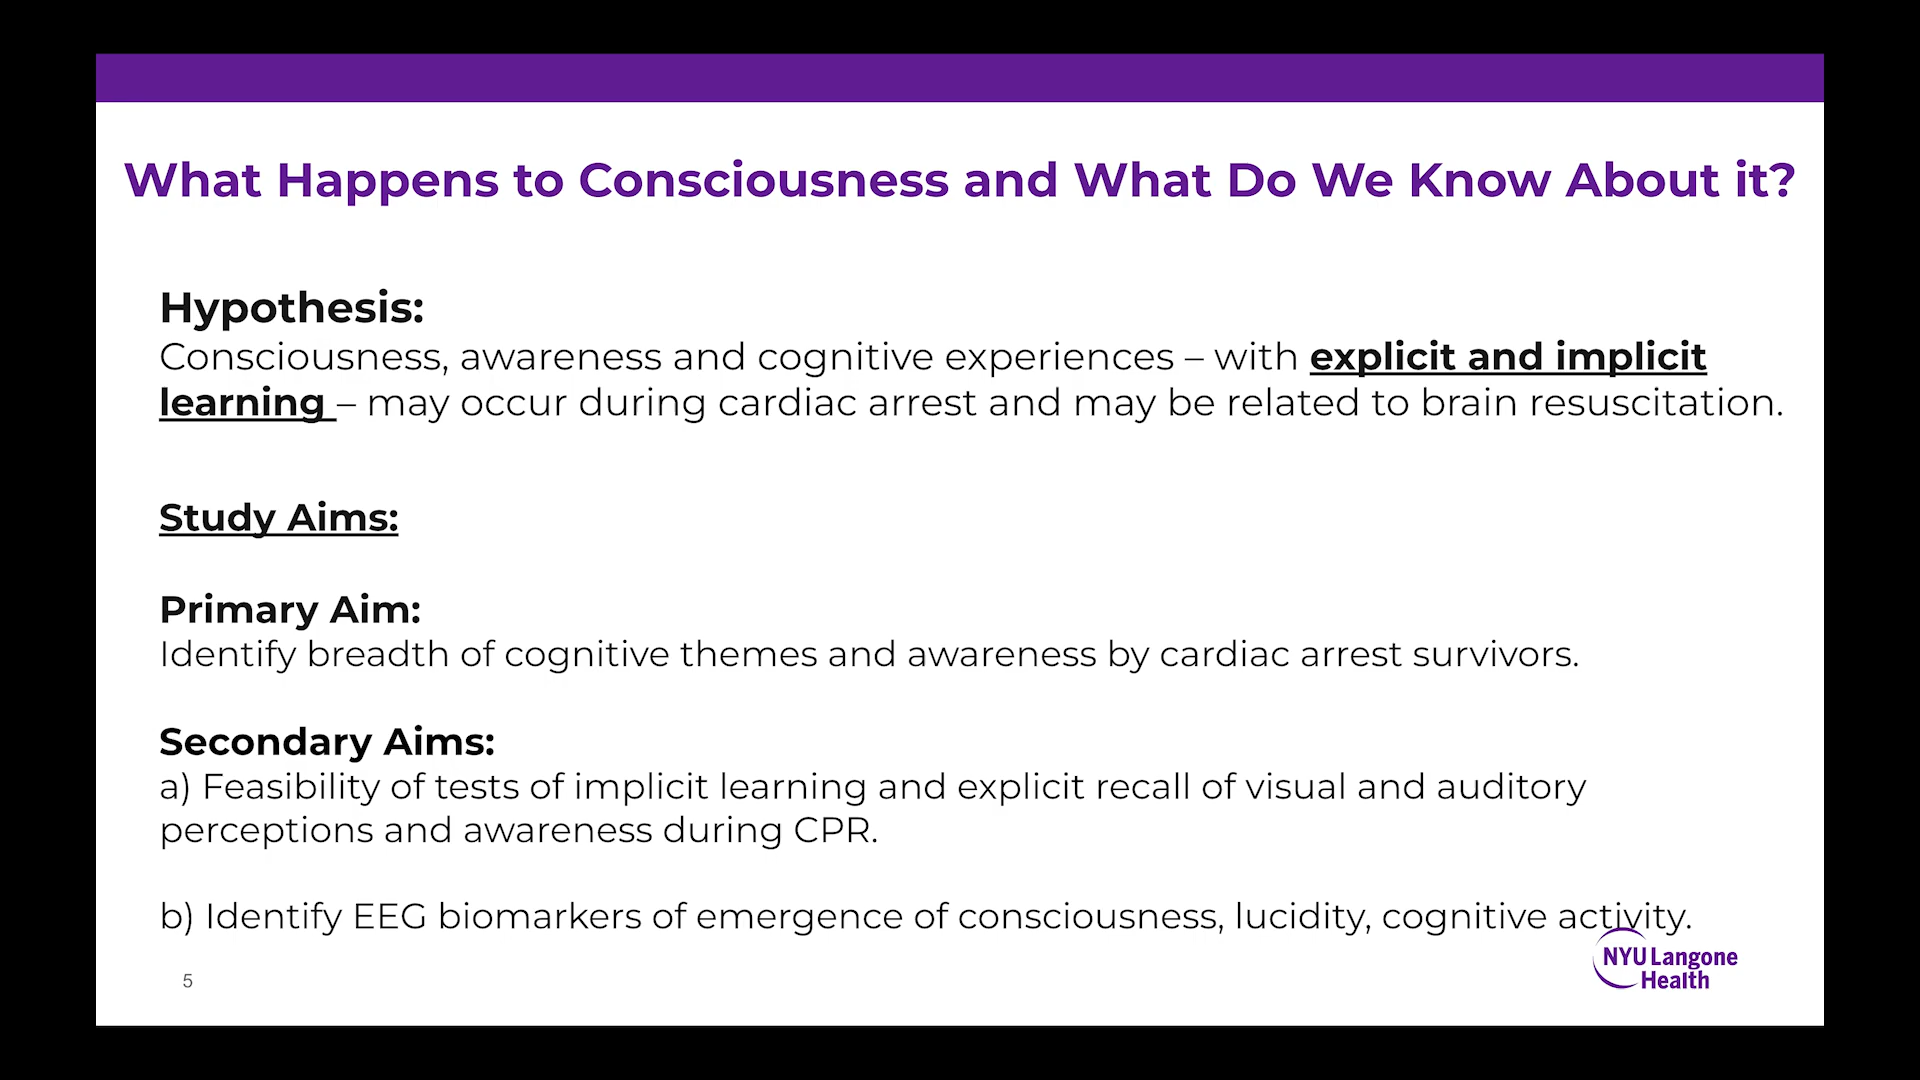 What Happens to Consciousness and What Do We Know About it?
Hypothesis:
Consciousness, awareness and cognitive experiences – with explicit and implicit
learning – may occur during cardiac arrest and may be related to brain resuscitation.
Study Aims:
Primary Aim:
Identify breadth of cognitive themes and awareness by cardiac arrest survivors.
Secondary Aims:
a) Feasibility of tests of implicit learning and explicit recall of visual and auditory
perceptions and awareness during CPR.
b) Identify EEG biomarkers of emergence of consciousness, lucidity, cognitive activity.
5
NYU Langone
Health